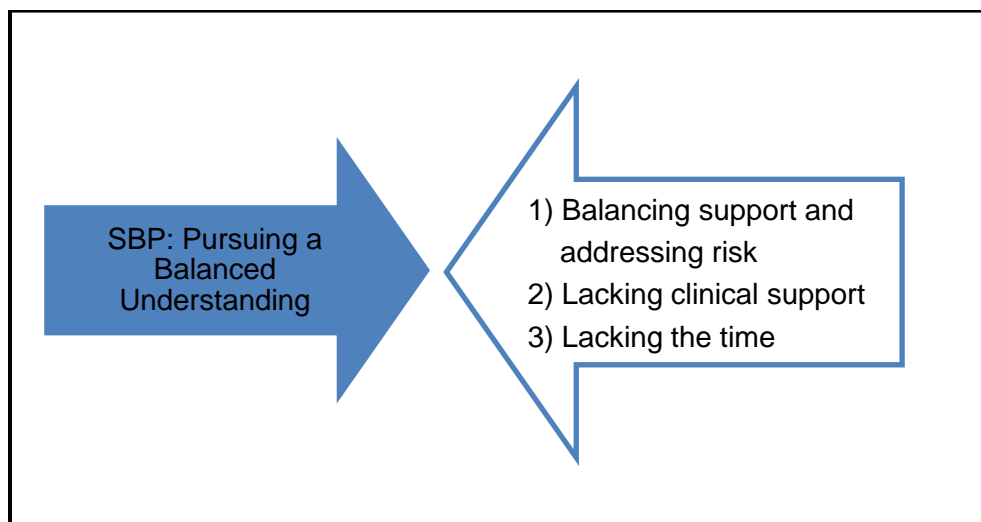 SBP: Pursuing a
Balanced
Understanding
1) Balancing support and
addressing risk
2) Lacking clinical support
3) Lacking the time